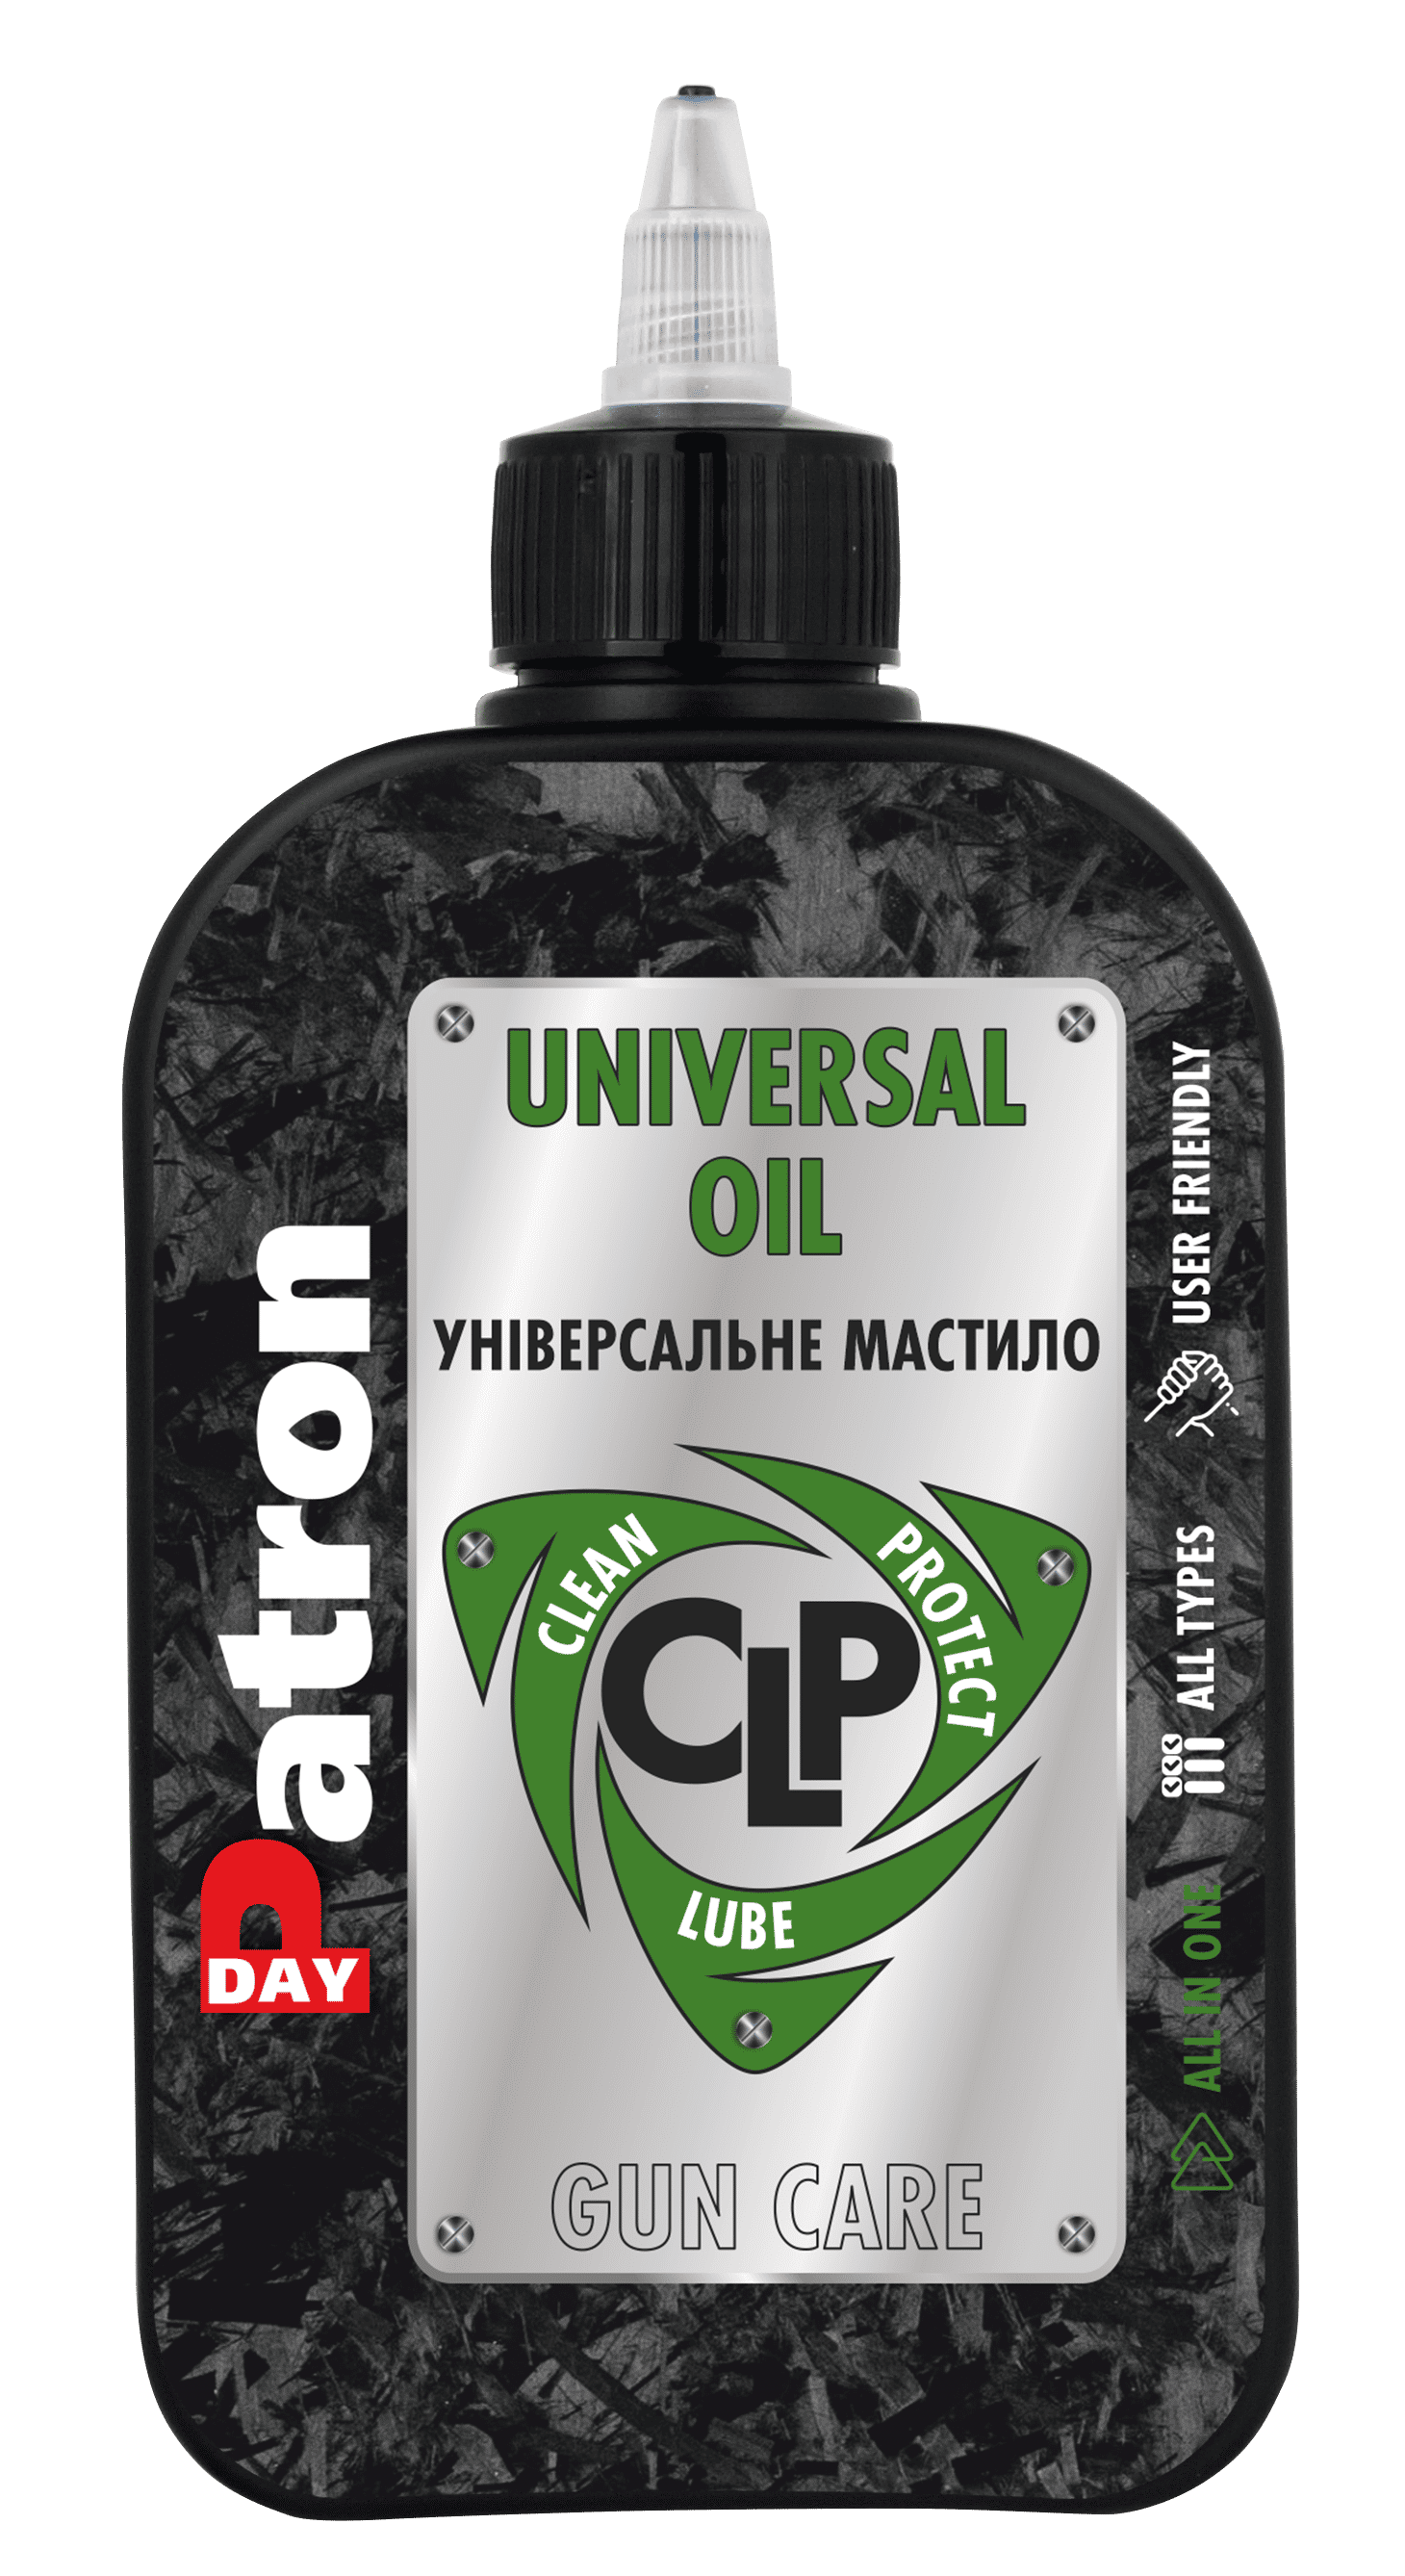 UNIVERSAL
OIL
УНІВЕРСАЛЬНЕ МАСТИЛО
CLEAN
PROTECT
CLP
LUBE
GUN CARE
Patron
DAY
USER FRIENDLY
ALL TYPES
ALL IN ONE